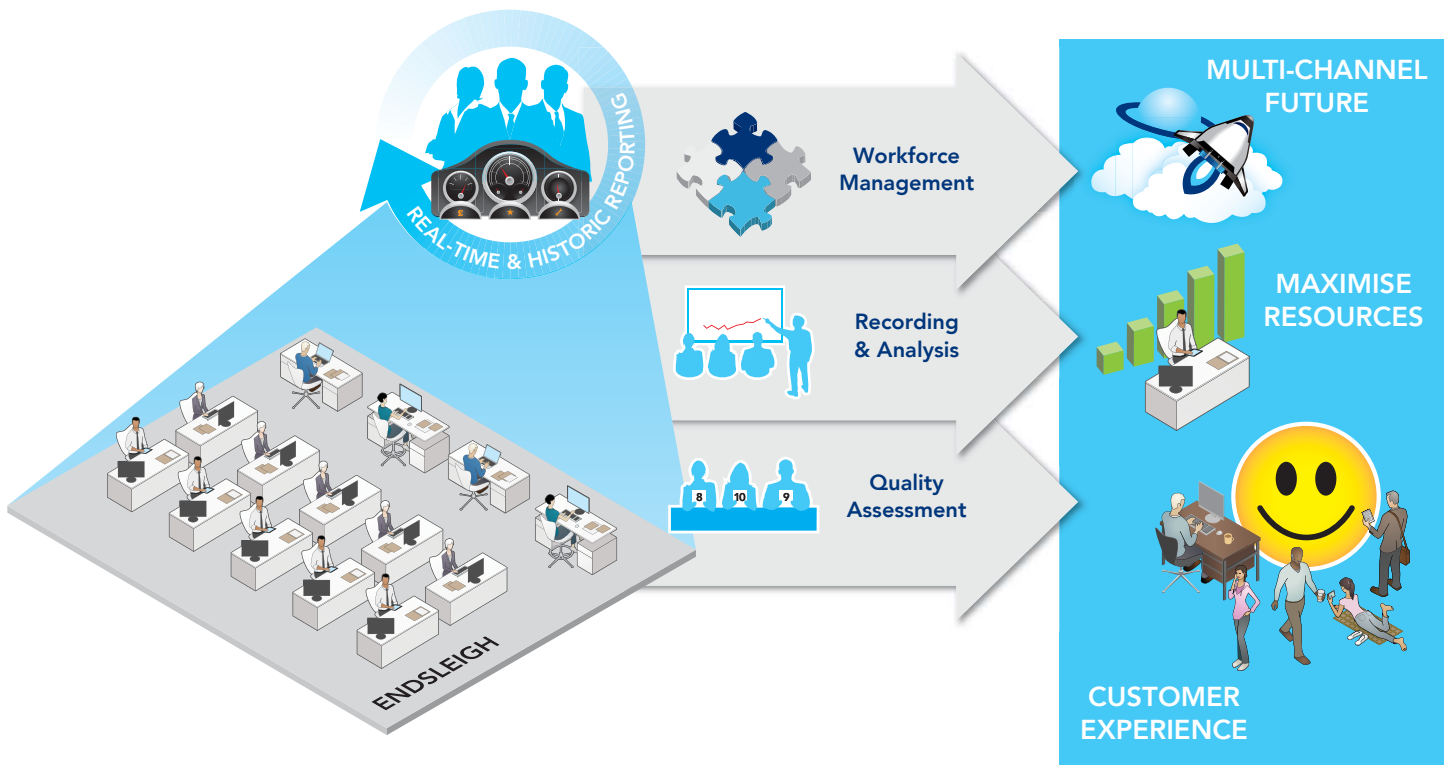 REAL-TIME & HISTORIC REPORTING
ENDSLEIGH
Workforce
Management
Recording
& Analysis
8 10 9
Quality
Assessment
MULTI-CHANNEL
FUTURE
MAXIMISE
RESOURCES
CUSTOMER
EXPERIENCE